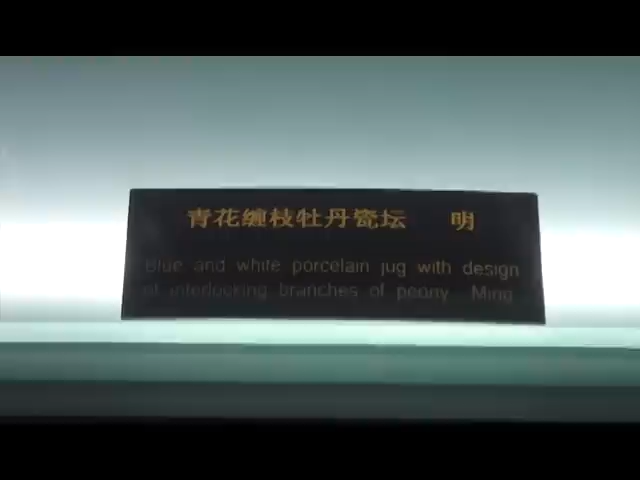 青花缠枝牡丹瓷坛 明
Blue and white porcelain jug with design
of interlocking branches of peony Ming